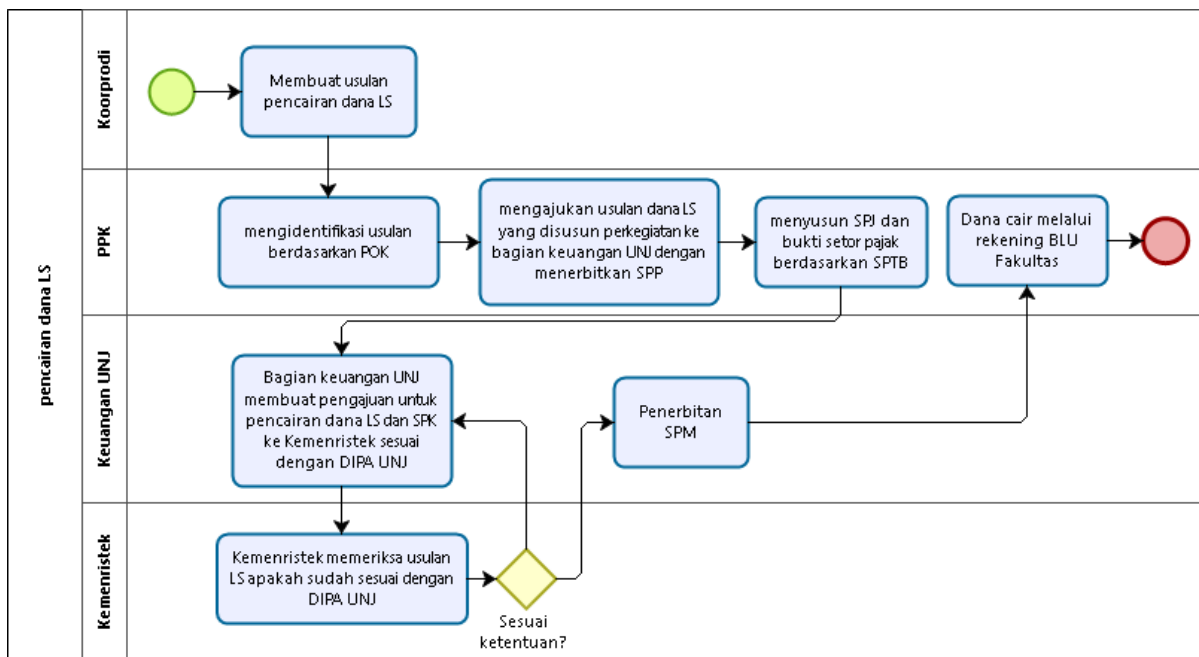 pencairan dana LS
Koorprodi
Membuat usulan
pencairan dana LS
PPK
mengidentifikasi usulan
berdasarkan POK
mengajukan usulan dana LS
yang disusun perkegiatan ke
bagian keuangan UNJ dengan
menerbitkan SPP
menyusun SPJ dan
bukti setor pajak
berdasarkan SPTB
Dana cair melalui
rekening BLU
Fakultas
Keuangan UNJ
Bagian keuangan UNJ
membuat pengajuan untuk
pencairan dana LS dan SPK
ke Kemenristek sesuai
dengan DIPA UNJ
Penerbitan
SPM
Kemenristek
Kemenristek memeriksa usulan
LS apakah sudah sesuai dengan
DIPA UNJ
Sesuai
ketentuan?